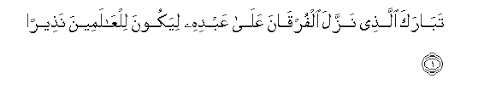 تَبَارَكَ ٱلَّذِى نَزَّلَ ٱلْفُرْقَانَ عَلَىٰ عَبْدِهِۦ لِيَكُونَ لِلْعَـٰلَمِينَ نَذِيرًا
۝١